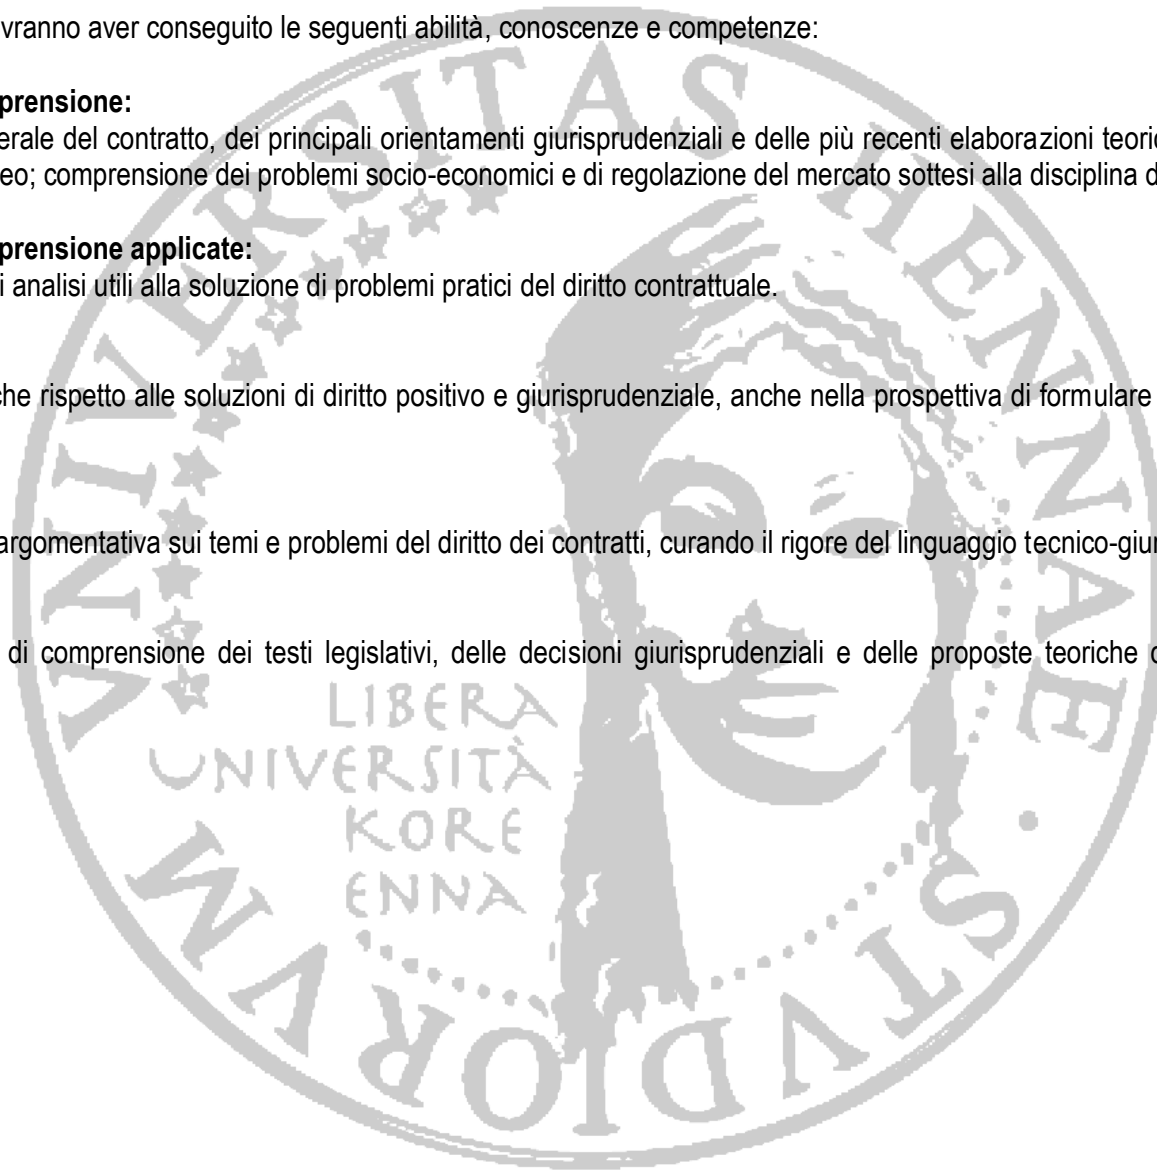 vranno aver conseguito le seguenti abilità, conoscenze e competenze:
prensione:
erale del contratto, dei principali orientamenti giurisprudenziali e delle più recenti elaborazioni teoric
eo; comprensione dei problemi socio-economici e di regolazione del mercato sottesi alla disciplina d
prensione applicate:
i analisi utili alla soluzione di problemi pratici del diritto contrattuale.
che rispetto alle soluzioni di diritto positivo e giurisprudenziale, anche nella prospettiva di formulare
argomentativa sui temi e problemi del diritto dei contratti, curando il rigore del linguaggio tecnico-giur
di comprensione dei testi legislativi, delle decisioni giurisprudenziali e delle proposte teoriche d
VNIVERSITAS HENNAE · STVDIORVM
LIBERA
UNIVERSITÀ
KORE
ENNA